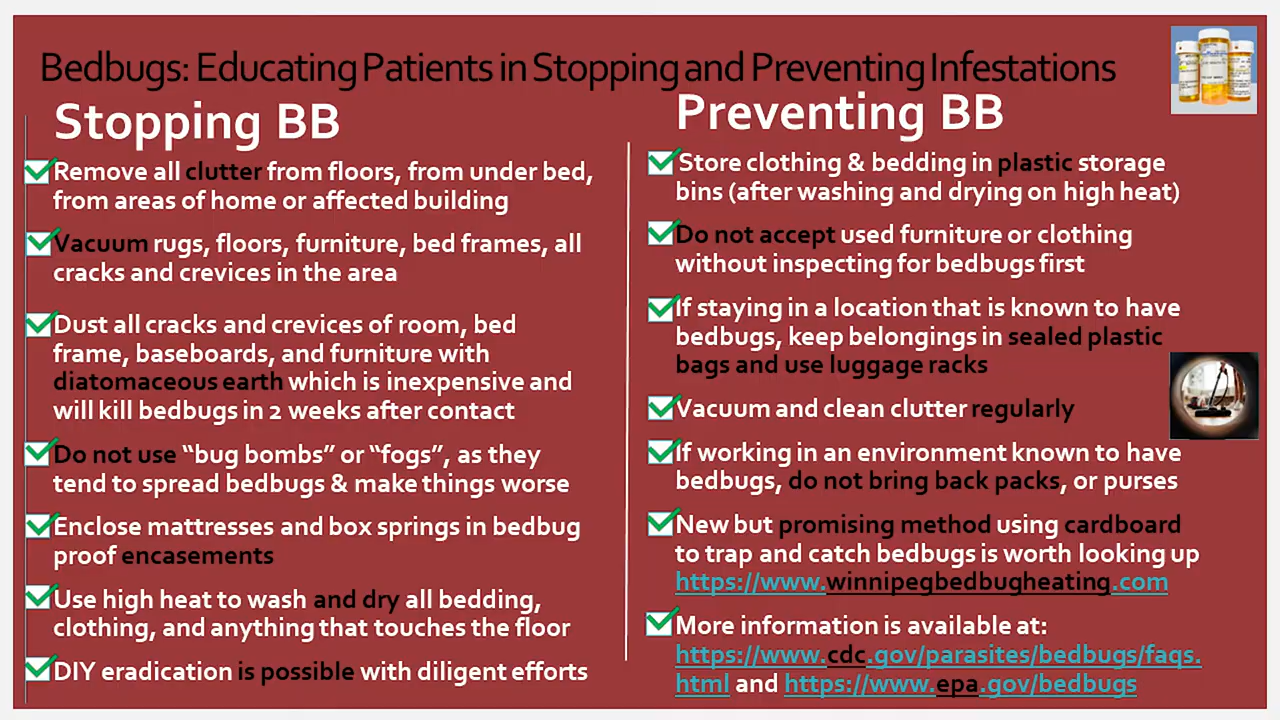 Bedbugs: Educating Patients in Stopping and Preventing Infestations
Stopping BB
Remove all clutter from floors, from under bed,
from areas of home or affected building
Vacuum rugs, floors, furniture, bed frames, all
cracks and crevices in the area
Dust all cracks and crevices of room, bed
frame, baseboards, and furniture with
diatomaceous earth which is inexpensive and
will kill bedbugs in 2 weeks after contact
Do not use “bug bombs” or “fogs”, as they
tend to spread bedbugs & make things worse
Enclose mattresses and box springs in bedbug
proof encasements
Use high heat to wash and dry all bedding,
clothing, and anything that touches the floor
DIY eradication is possible with diligent efforts
Preventing BB
Store clothing & bedding in plastic storage
bins (after washing and drying on high heat)
Do not accept used furniture or clothing
without inspecting for bedbugs first
If staying in a location that is known to have
bedbugs, keep belongings in sealed plastic
bags and use luggage racks
Vacuum and clean clutter regularly
If working in an environment known to have
bedbugs, do not bring back packs, or purses
New but promising method using cardboard
to trap and catch bedbugs is worth looking up
https://www.winnipegbedbugheating.com
More information is available at:
https://www.cdc.gov/parasites/bedbugs/faqs.
html and https://www.epa.gov/bedbugs